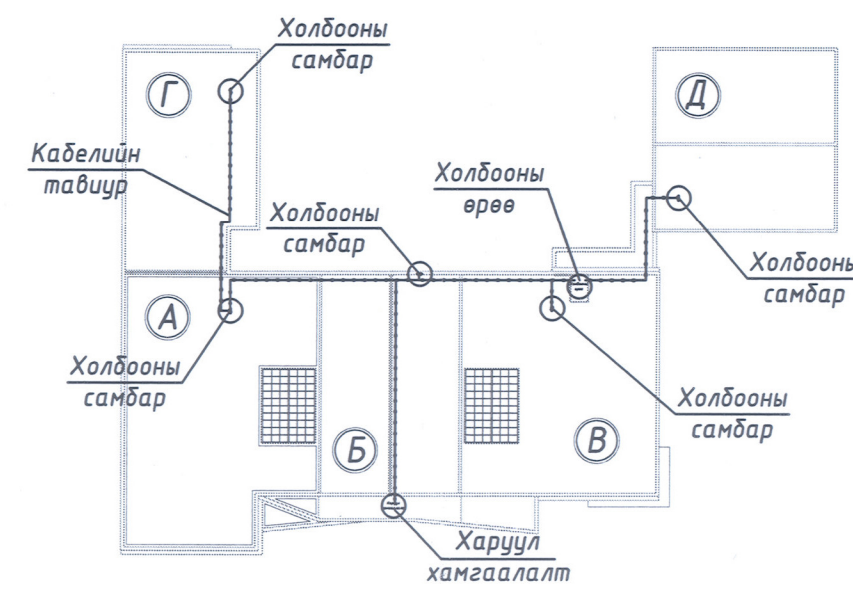 Холбооны
самбар
Г
Д
Кабелийн
тавиур
Холбооны
өрөө
Холбооны
самбар
Холбооны
самбар
А
Холбооны
самбар
Холбооны
самбар
Б
В
Харуул
хамгаалалт